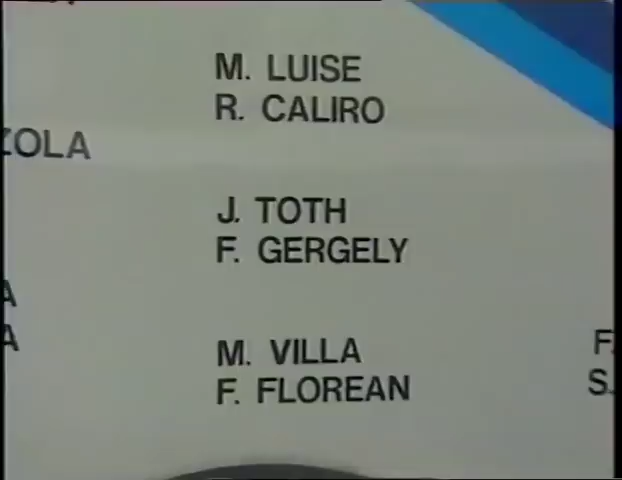 M. LUISE
R. CALIRO
ZOLA
J. TOTH
F. GERGELY
A
A
M. VILLA
F. FLOREAN
F.
S.